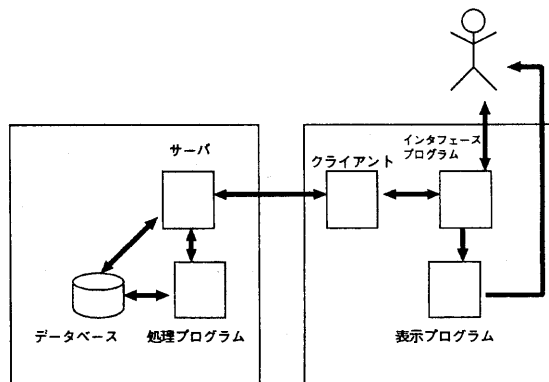 サーバ
データベース
処理プログラム
クライアント
インタフェース
プログラム
表示プログラム